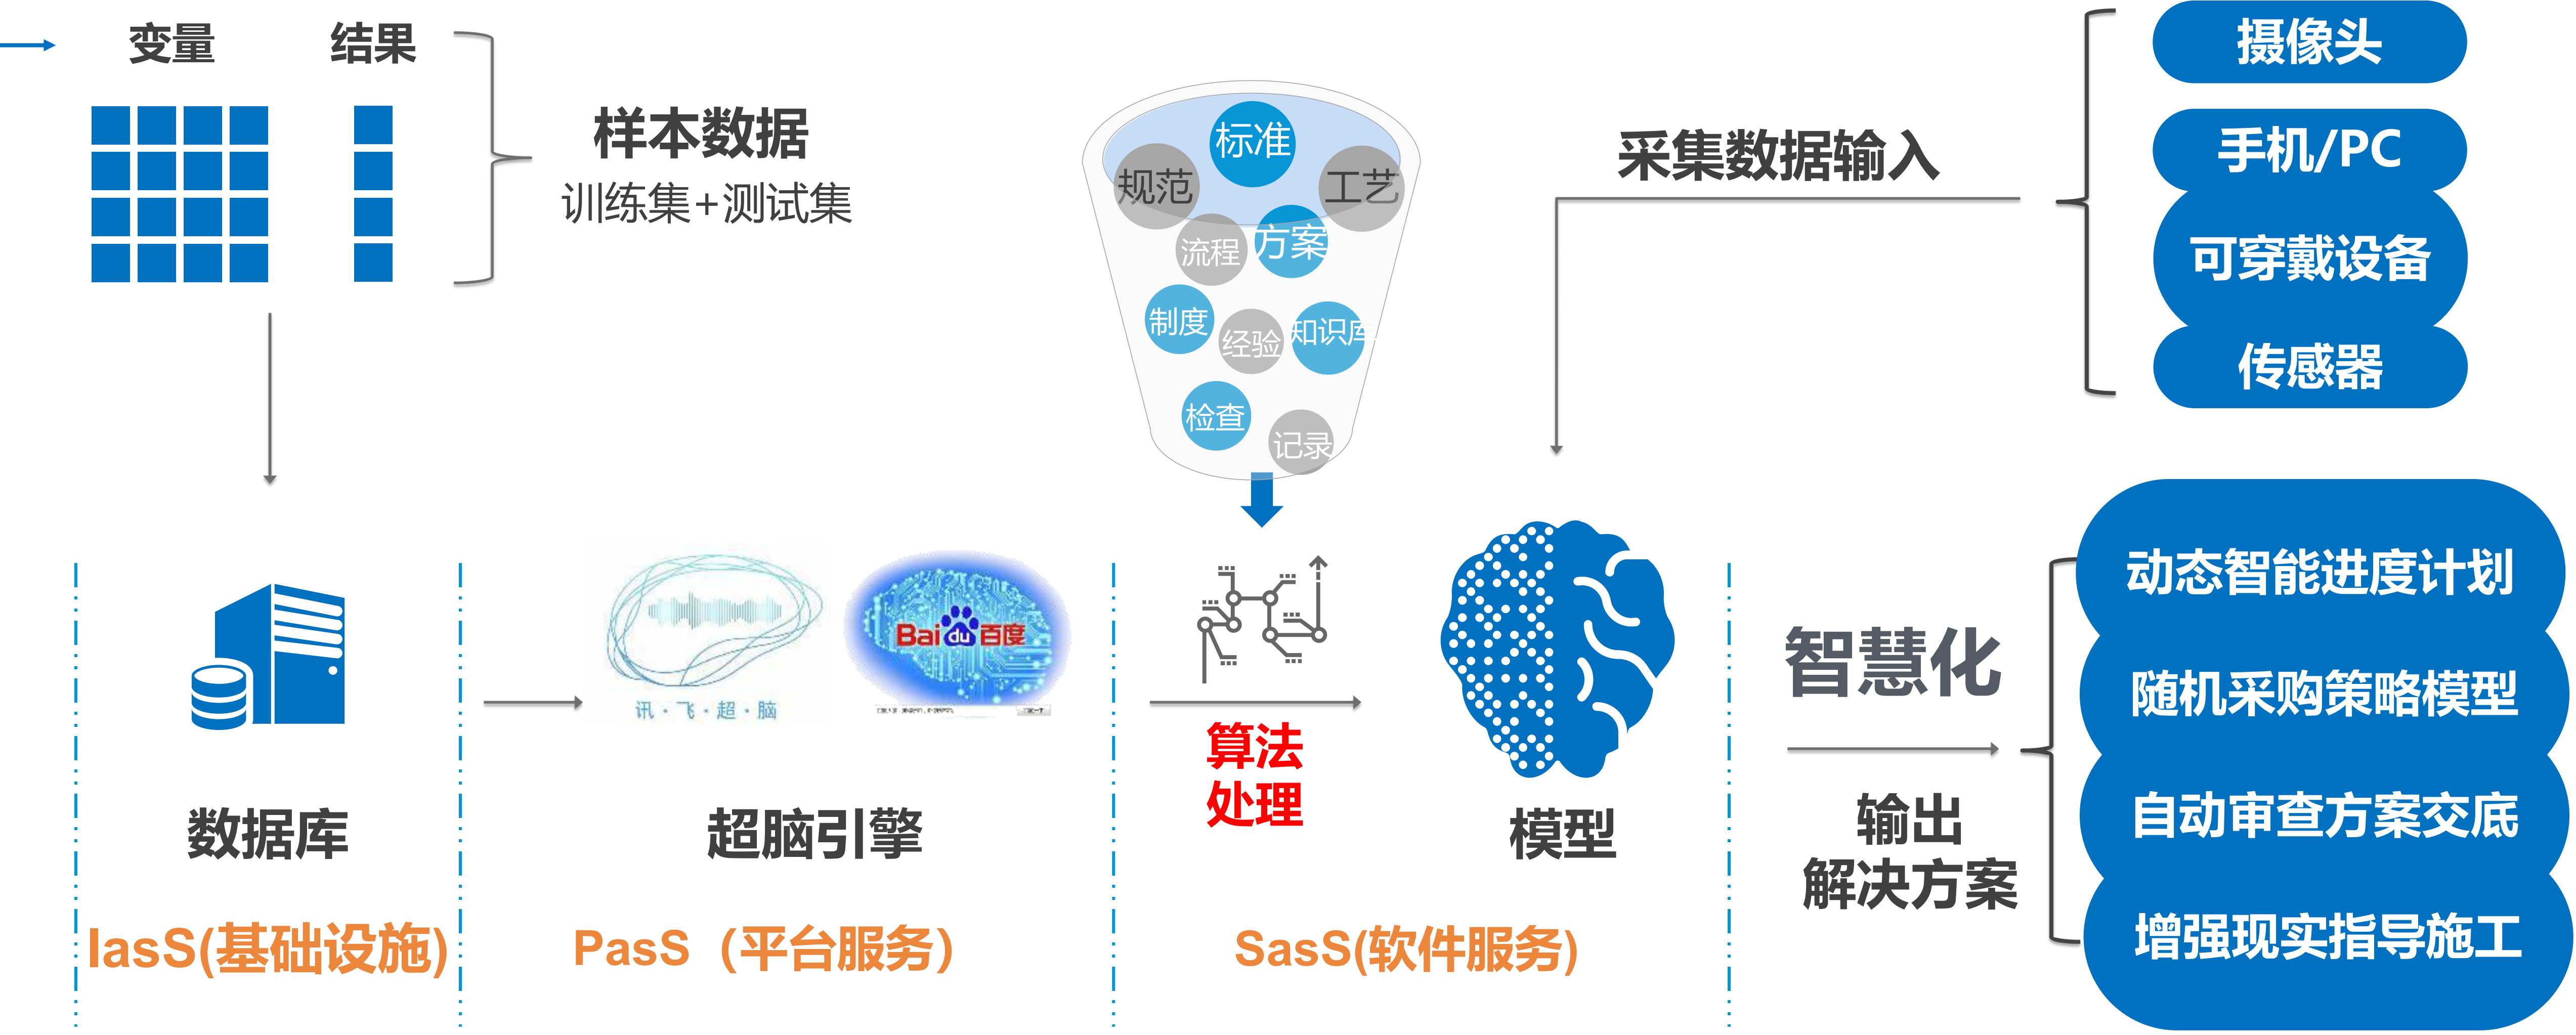 变量
结果
样本数据
训练集+测试集
标准
规范
工艺
流程
方案
制度
经验
知识库
检查
记录
采集数据输入
摄像头
手机/PC
可穿戴设备
传感器
讯·飞·超·脑
Bai du 百度
算法
处理
数据库
超脑引擎
模型
IasS(基础设施)
PasS（平台服务）
SasS(软件服务)
智慧化
输出
解决方案
动态智能进度计划
随机采购策略模型
自动审查方案交底
增强现实指导施工